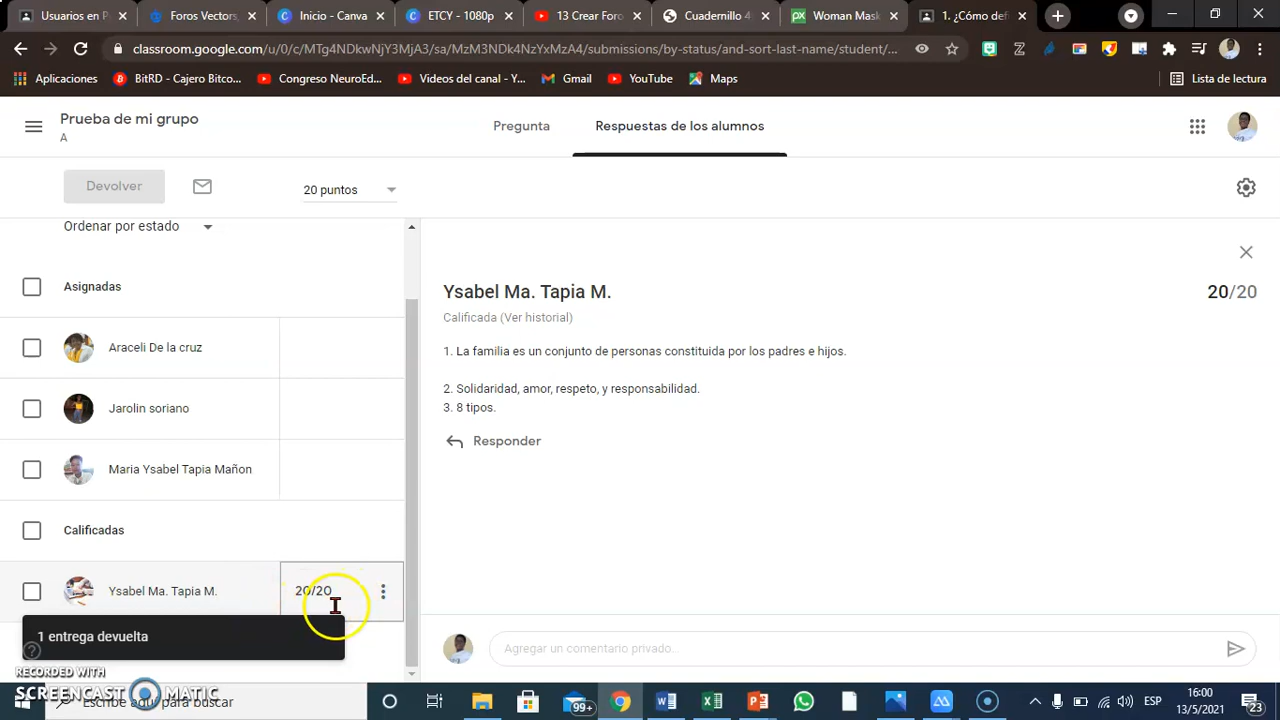 Usuarios en P
Foros Vectors,
Inicio - Canva
ETCY - 1080p
13 Crear Foro
Cuadernillo 4
Woman Mask
1. ¿Cómo def
classroom.google.com/u/0/c/MTg4NDkwNjY3MjA3/sa/MzM3NDk4NzYxMzA4/submissions/by-status/and-sort-last-name/student/...
Aplicaciones
BitRD - Cajero Bitco...
Congreso NeuroEd...
Videos del canal - Y...
Gmail
YouTube
Maps
Lista de lectura
Prueba de mi grupo
A
Pregunta
Respuestas de los alumnos
Devolver
20 puntos
Ordenar por estado
Asignadas
Araceli De la cruz
Jarolin soriano
Maria Ysabel Tapia Mañon
Calificadas
Ysabel Ma. Tapia M.
20/20
1 entrega devuelta
Ysabel Ma. Tapia M.
20/20
Calificada (Ver historial)
1. La familia es un conjunto de personas constituida por los padres e hijos.
2. Solidaridad, amor, respeto, y responsabilidad.
3. 8 tipos.
Responder
Agregar un comentario privado...
RECORDED WITH
SCREENCAST MATIC
Escribe aquí para buscar
99+
ESP
16:00
13/5/2021
23